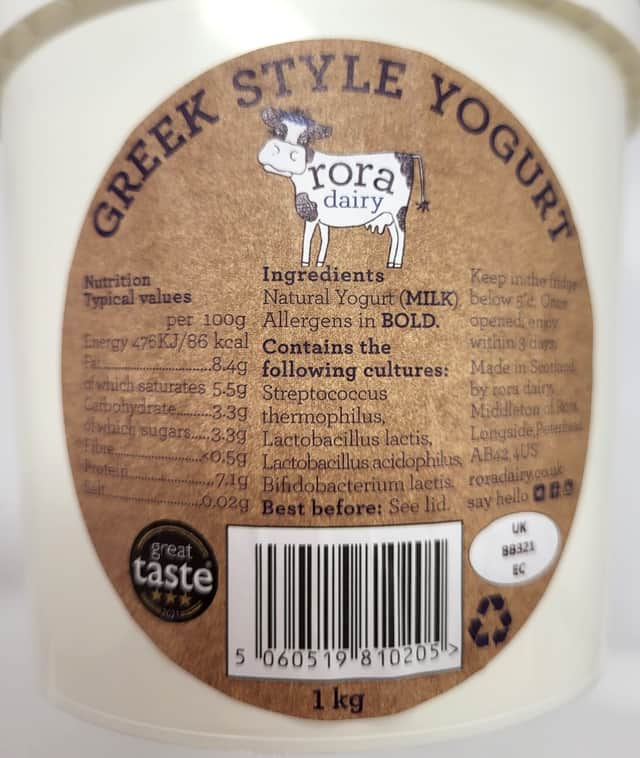 GREEK STYLE YOGURT
rora
dairy
Nutrition
Typical values
per 100g
Energy 476KJ/86 kcal
Fat..................8.4g
of which saturates 5.5g
Carbohydrate.......3.3g
of which sugars.....3.3g
Fibre..................<0.5g
Protein..................7.1g
Salt..................0.02g
Ingredients
Natural Yogurt (MILK)
Allergens in BOLD.
Contains the
following cultures:
Streptococcus
thermophilus,
Lactobacillus lactis,
Lactobacillus acidophilus,
Bifidobacterium lactis.
Best before: See lid.
Keep in the fridge
below 5°c. Once
opened, enjoy
within 3 days.
Made in Scotland
by rora dairy,
Middleton of Rora,
Longside, Peterhead
AB42 4US
roradairy.co.uk
say hello
great
taste
2021
5 060519 810205 >
UK
BB321
EC
1 kg